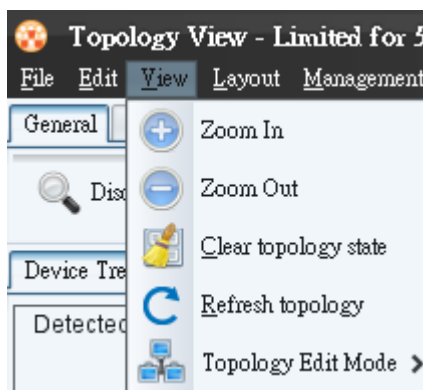 Topology View - Limited for 5
File Edit View Layout Management
General
Zoom In
Zoom Out
Clear topology state
Device Tre
Refresh topology
Detected
Topology Edit Mode